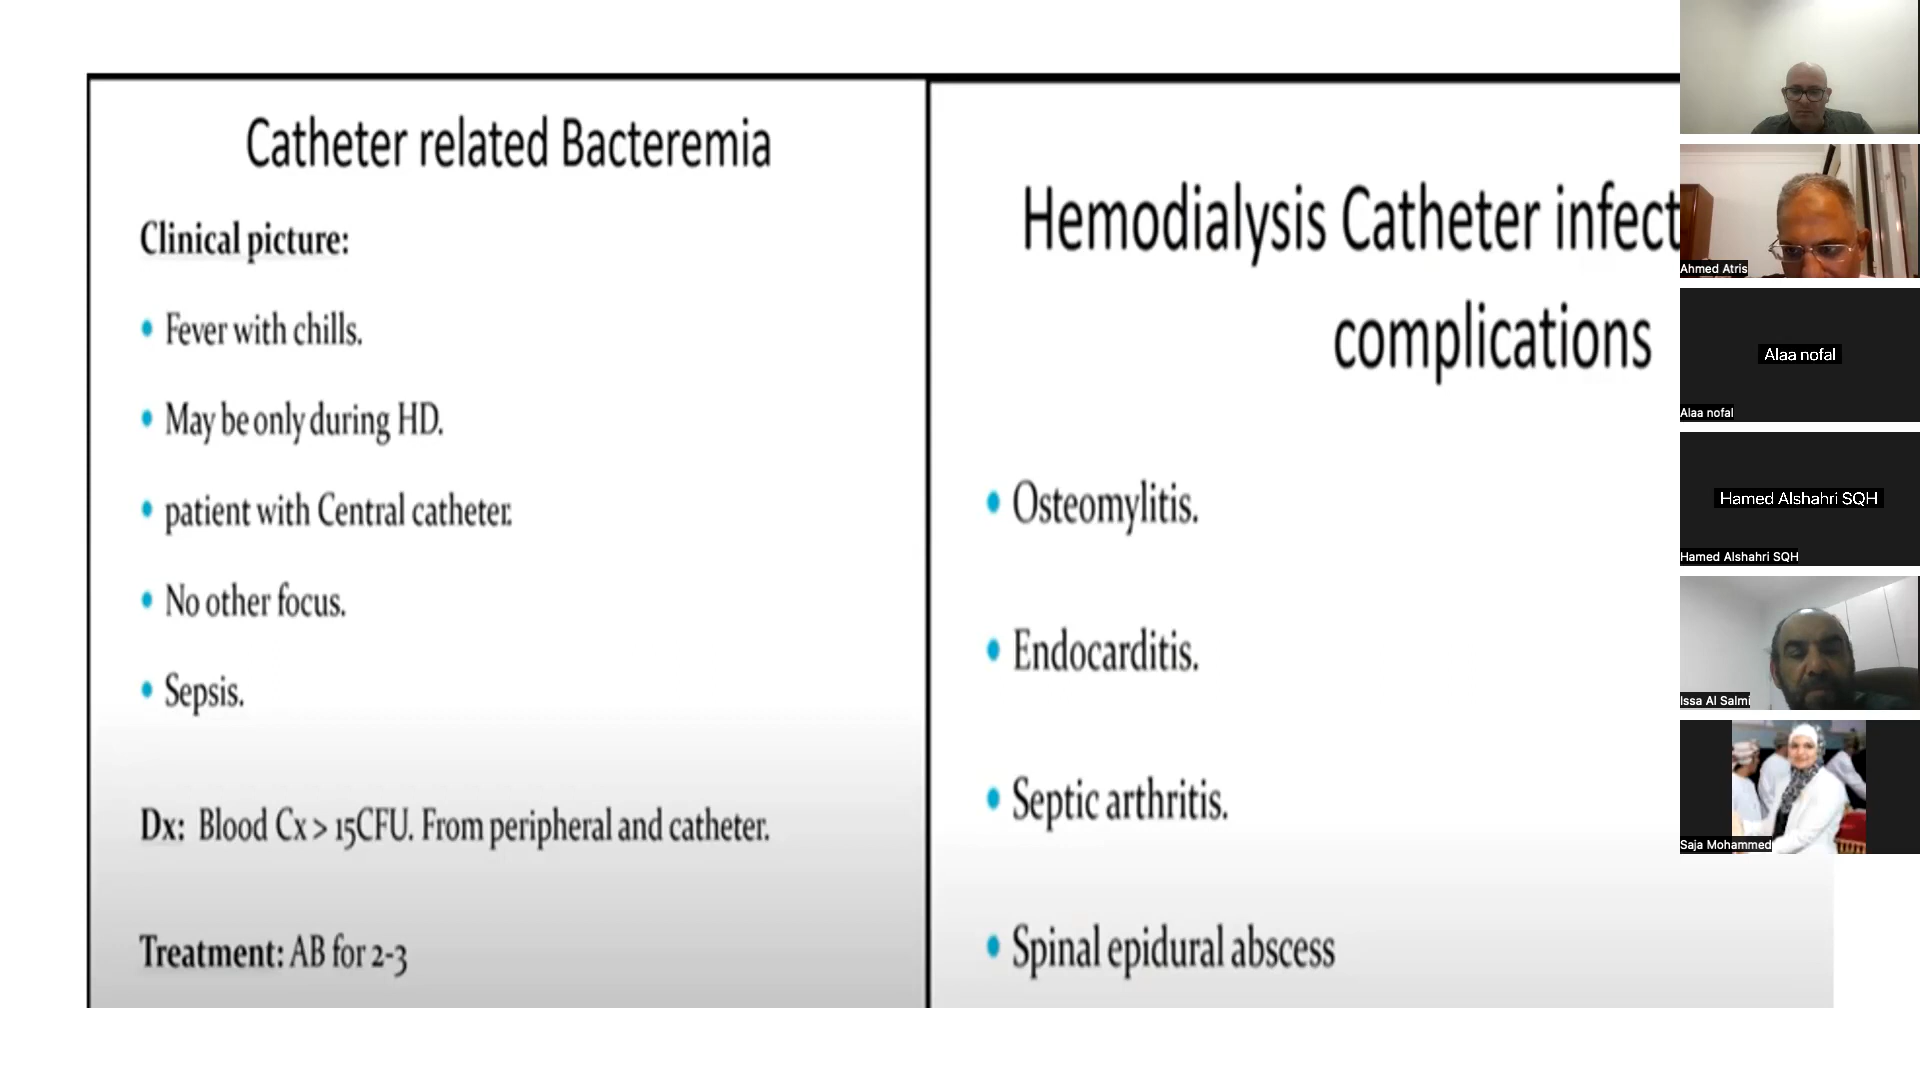 Catheter related Bacteremia
Clinical picture:
• Fever with chills.
• May be only during HD.
• patient with Central catheter.
• No other focus.
• Sepsis.
Dx: Blood Cx > 15CFU. From peripheral and catheter.
Treatment: AB for 2-3
Hemodialysis Catheter infect
complications
• Osteomylitis.
• Endocarditis.
• Septic arthritis.
• Spinal epidural abscess
Ahmed Atris
Alaa nofal
Alaa nofal
Hamed Alshahri SQH
Hamed Alshahri SQH
Issa Al Salmi
Saja Mohammed